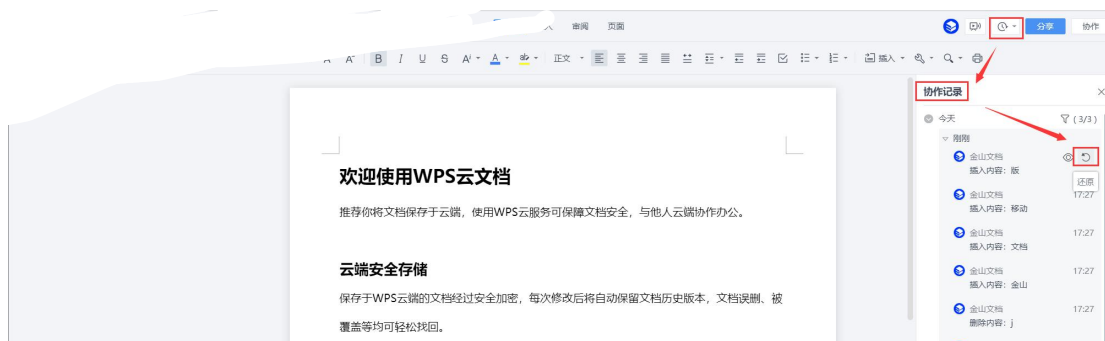 审阅 页面
分享 协作
B I U S A 正文 插入
协作记录
今天 (3/3)
刚刚
金山文档
插入内容：版
还原
金山文档 17:27
插入内容：移动
金山文档 17:27
插入内容：文档
金山文档 17:27
插入内容：金山
金山文档 17:27
删除内容：j
欢迎使用WPS云文档
推荐你将文档保存于云端，使用WPS云服务可保障文档安全，与他人云端协作办公。
云端安全存储
保存于WPS云端的文档经过安全加密，每次修改后将自动保留文档历史版本，文档误删、被
覆盖等均可轻松找回。